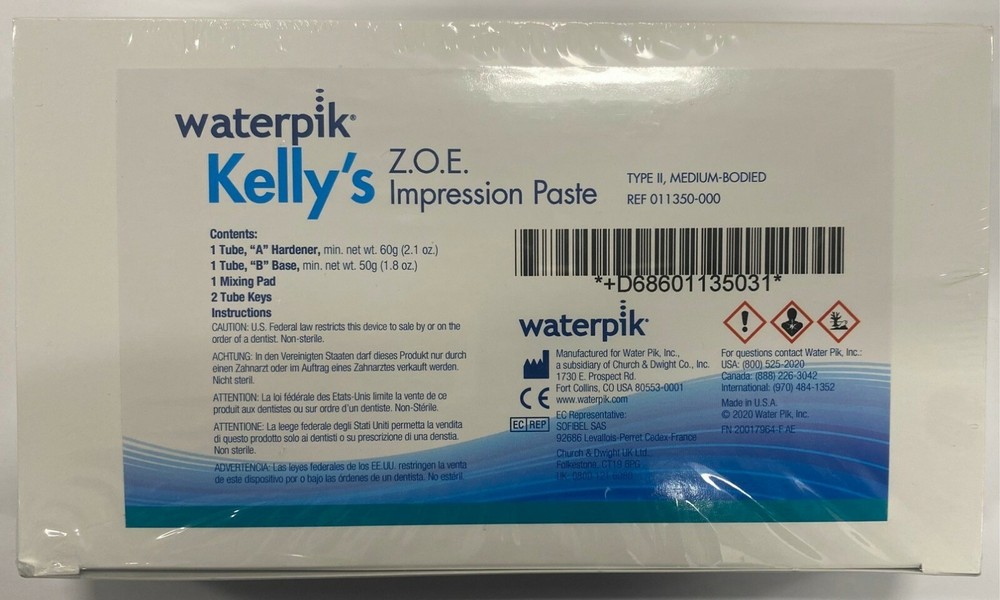 waterpik®
Kelly's
Z.O.E.
Impression Paste
TYPE II, MEDIUM-BODIED
REF 011350-000
Contents:
1 Tube, "A" Hardener, min. net wt. 60g (2.1 oz.)
1 Tube, "B" Base, min. net wt. 50g (1.8 oz.)
1 Mixing Pad
2 Tube Keys
Instructions
CAUTION: U.S. Federal law restricts this device to sale by or on the
order of a dentist. Non-sterile.
ACHTUNG: In den Vereinigten Staaten darf dieses Produkt nur durch
einen Zahnarzt oder im Auftrag eines Zahnarztes verkauft werden.
Nicht steril.
ATTENTION: La loi fédérale des Etats-Unis limite la vente de ce
produit aux dentistes ou sur ordre d'un dentiste. Non-Stérile.
ATTENTIONE: La leege federale degli Stati Uniti permetta la vendita
di questo prodotto solo ai dentisti o su prescrizione di una denstia.
Non sterile.
ADVERTENCIA: Las leyes federales de los EE.UU. restringen la venta
de este dispositivo por o bajo las órdenes de un dentista. No estéril.
*+D68601135031*
waterpik®
Manufactured for Water Pik, Inc.,
a subsidiary of Church & Dwight Co., Inc.
1730 E. Prospect Rd
Fort Collins, CO USA 80553-0001
www.waterpik.com
CE
EC REP
EC Representative:
SOFIBEL SAS
92686 Levallois-Perret Cedex-France
Church & Dwight UK Ltd.
Folkestone, CT19 6PG
For questions contact Water Pik, Inc.:
USA: (800) 525-2020
Canada: (888) 226-3042
International: (970) 484-1352
Made in U.S.A.
© 2020 Water Pik, Inc.
FN 20017964-F AE